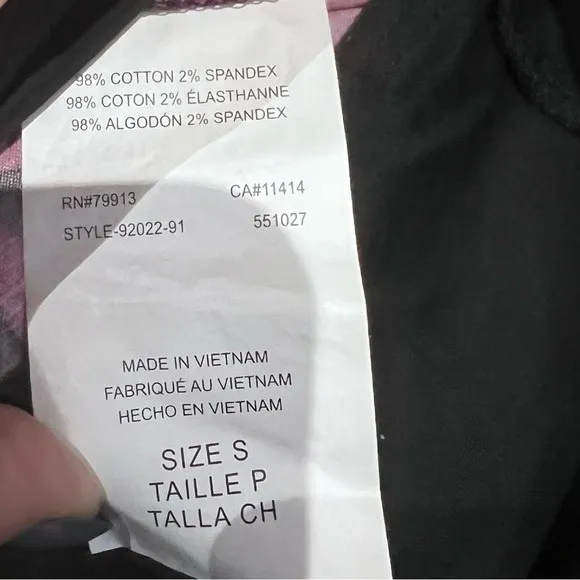 98% COTTON 2% SPANDEX
98% COTON 2% ÉLASTHANNE
98% ALGODÓN 2% SPANDEX
RN#79913 CA#11414
STYLE-92022-91 551027
MADE IN VIETNAM
FABRIQUÉ AU VIETNAM
HECHO EN VIETNAM
SIZE S
TAILLE P
TALLA CH